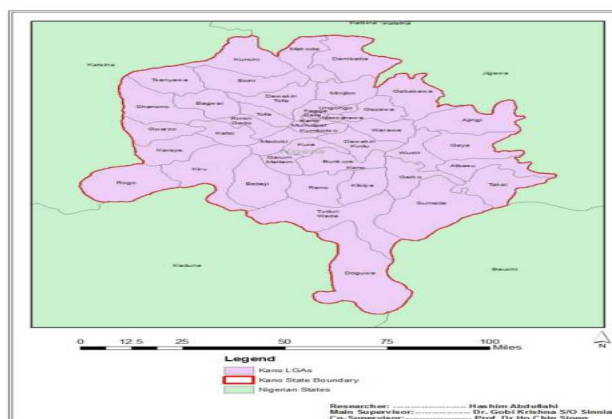 Katsina
Jigawa
Kunchi
Makoda
Dambatta
Tsanyawa
Bichi
Gabasawa
Minjibir
Dawakin
Tofa
Bagwai
Shanono
Ungogo
Gezawa
Ajingi
Tofa
Rimin
Gado
Gwarzo
Kabo
Kumbotso
Warawa
Gaya
Karaye
Madobi
Kura
Dawakin
Kudu
Wudil
Albasu
Garum
Mallam
Bunkure
Rogo
Kiru
Bebeji
Rano
Kibiya
Garko
Takai
Sumaila
Tudun
Wada
Doguwa
Kaduna
Bauchi
0 12.5 25 50 75 100
Miles
N
Legend
Kano LGAs
Kano State Boundary
Nigerian States
Researcher: Hashim Abdullahi
Main Supervisor: Dr. Gobi Krishna S/O Sinniah
Co-Supervisor: Prof. Dr Ho Chin Siong